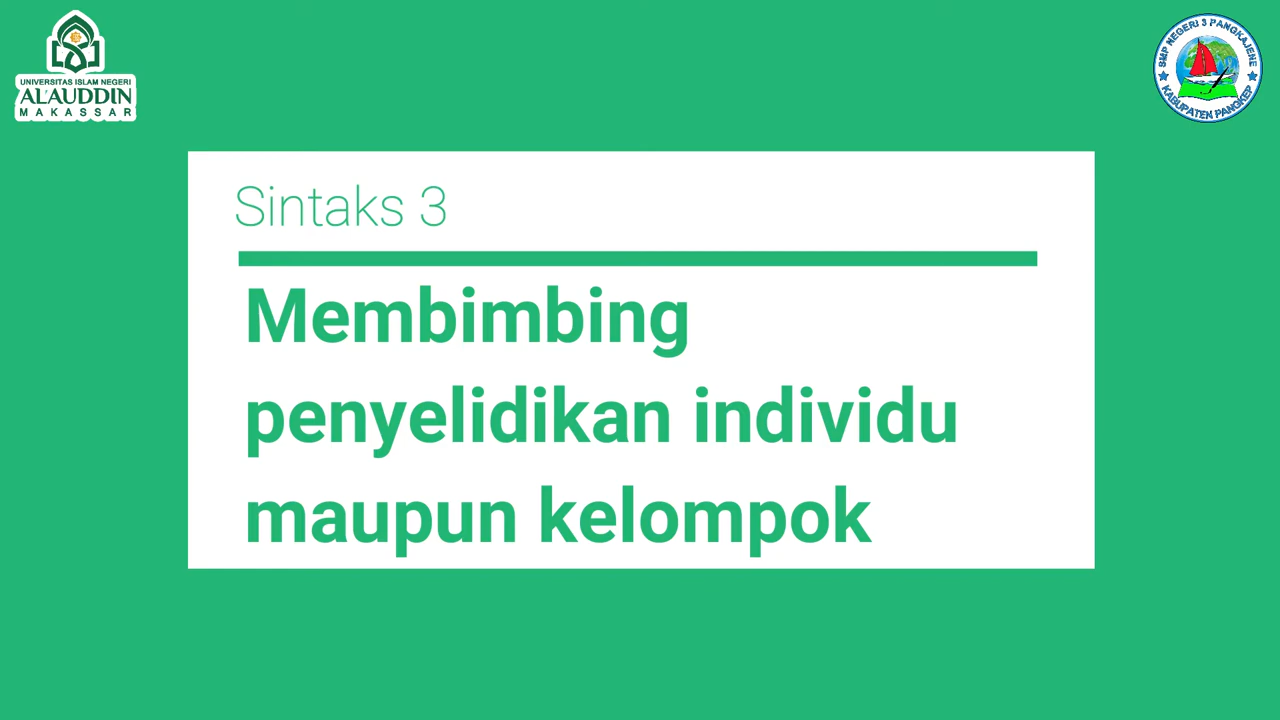 UNIVERSITAS ISLAM NEGERI
ALAUDDIN
MAKASSAR
SMP NEGERI 3 PANGKAJENE
KABUPATEN PANGKEP
Sintaks 3
Membimbing
penyelidikan individu
maupun kelompok